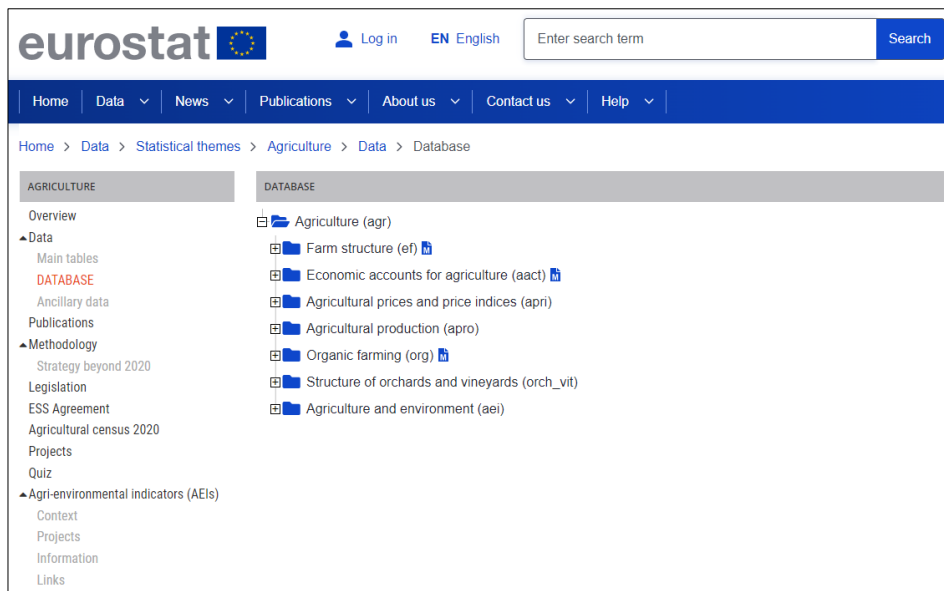 eurostat
Log in EN English Enter search term Search
Home Data News Publications About us Contact us Help
Home > Data > Statistical themes > Agriculture > Data > Database
AGRICULTURE
Overview
Data
Main tables
DATABASE
Ancillary data
Publications
Methodology
Strategy beyond 2020
Legislation
ESS Agreement
Agricultural census 2020
Projects
Quiz
Agri-environmental indicators (AEIs)
Context
Projects
Information
Links
DATABASE
Agriculture (agr)
Farm structure (ef) M
Economic accounts for agriculture (aact) M
Agricultural prices and price indices (apri)
Agricultural production (apro)
Organic farming (org) M
Structure of orchards and vineyards (orch_vit)
Agriculture and environment (aei)